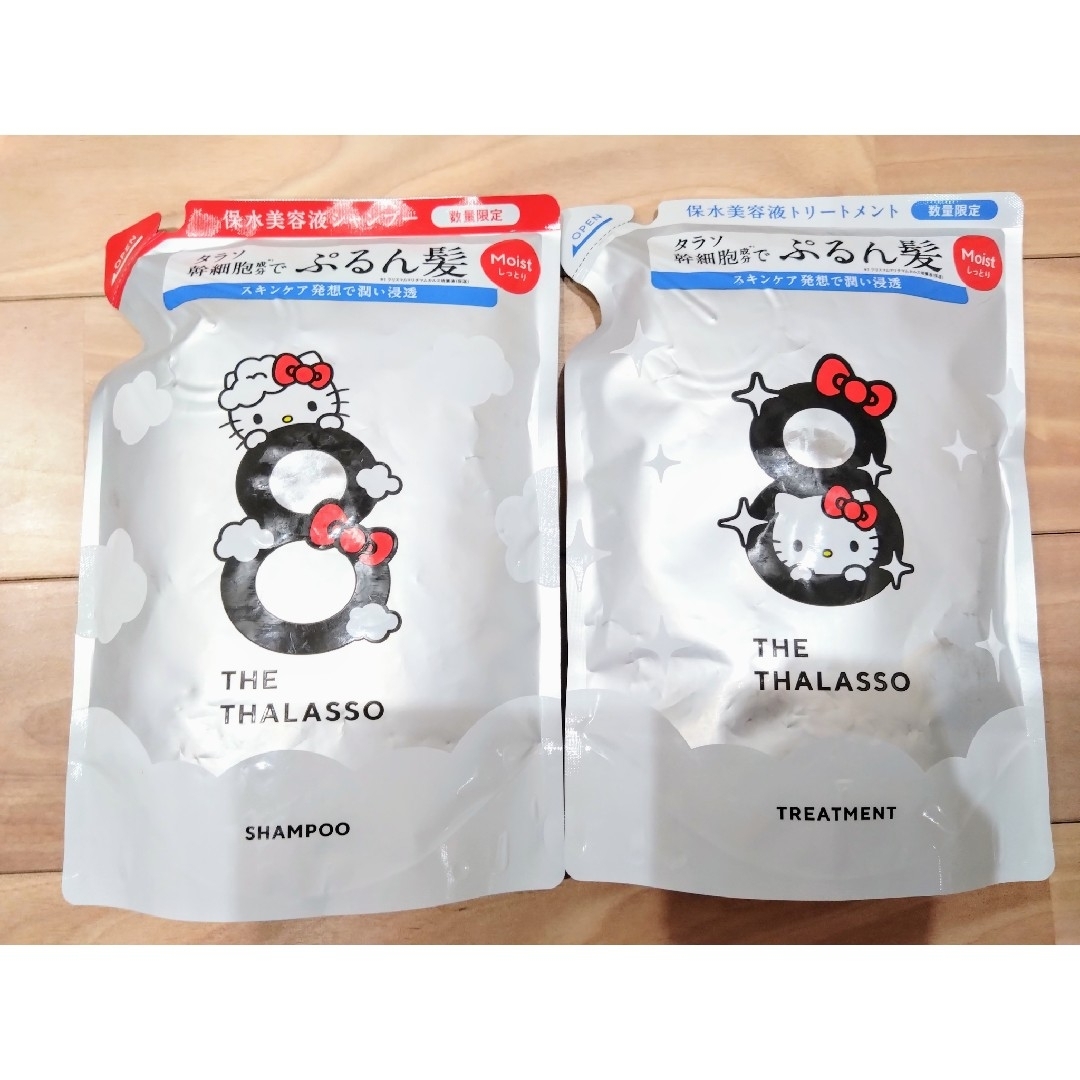 OPEN
保水美容液シャンプー
数量限定
タラソ
幹細胞成分で ぷるん髪
Moist
しっとり
スキンケア発想で潤い浸透
8
THE
THALASSO
SHAMPOO
OPEN
保水美容液トリートメント
数量限定
タラソ
幹細胞成分で ぷるん髪
Moist
しっとり
スキンケア発想で潤い浸透
8
THE
THALASSO
TREATMENT